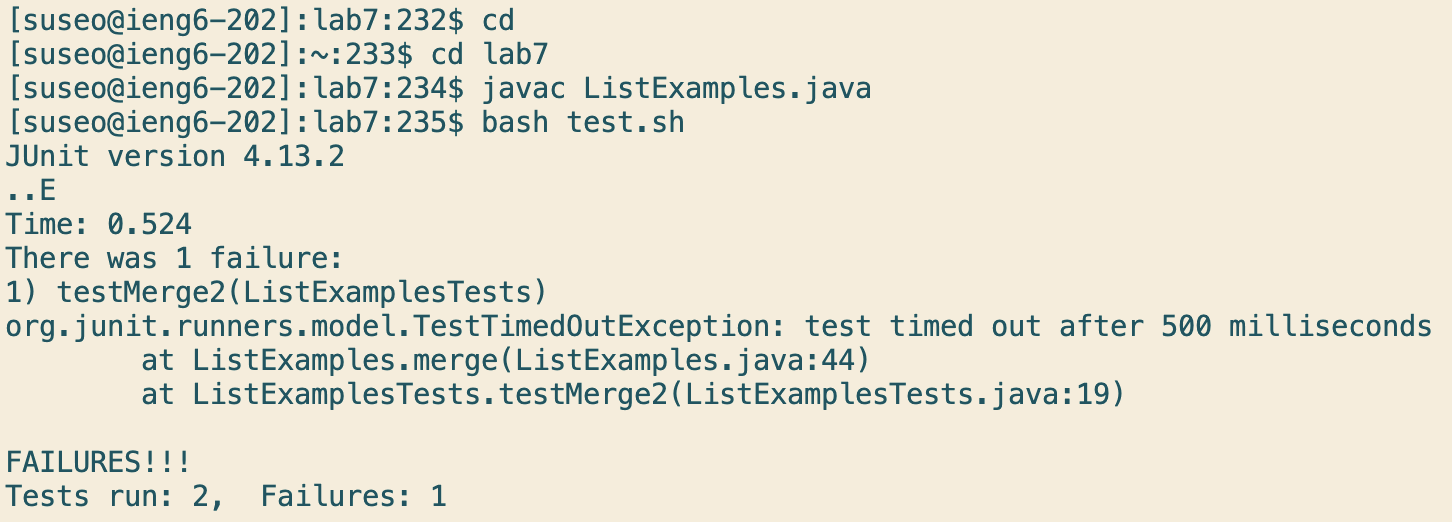 [suseo@ieng6-202]:lab7:232$ cd
[suseo@ieng6-202]:~:233$ cd lab7
[suseo@ieng6-202]:lab7:234$ javac ListExamples.java
[suseo@ieng6-202]:lab7:235$ bash test.sh
JUnit version 4.13.2
..E
Time: 0.524
There was 1 failure:
1) testMerge2(ListExamplesTests)
org.junit.runners.model.TestTimedOutException: test timed out after 500 milliseconds
        at ListExamples.merge(ListExamples.java:44)
        at ListExamplesTests.testMerge2(ListExamplesTests.java:19)

FAILURES!!!
Tests run: 2,  Failures: 1